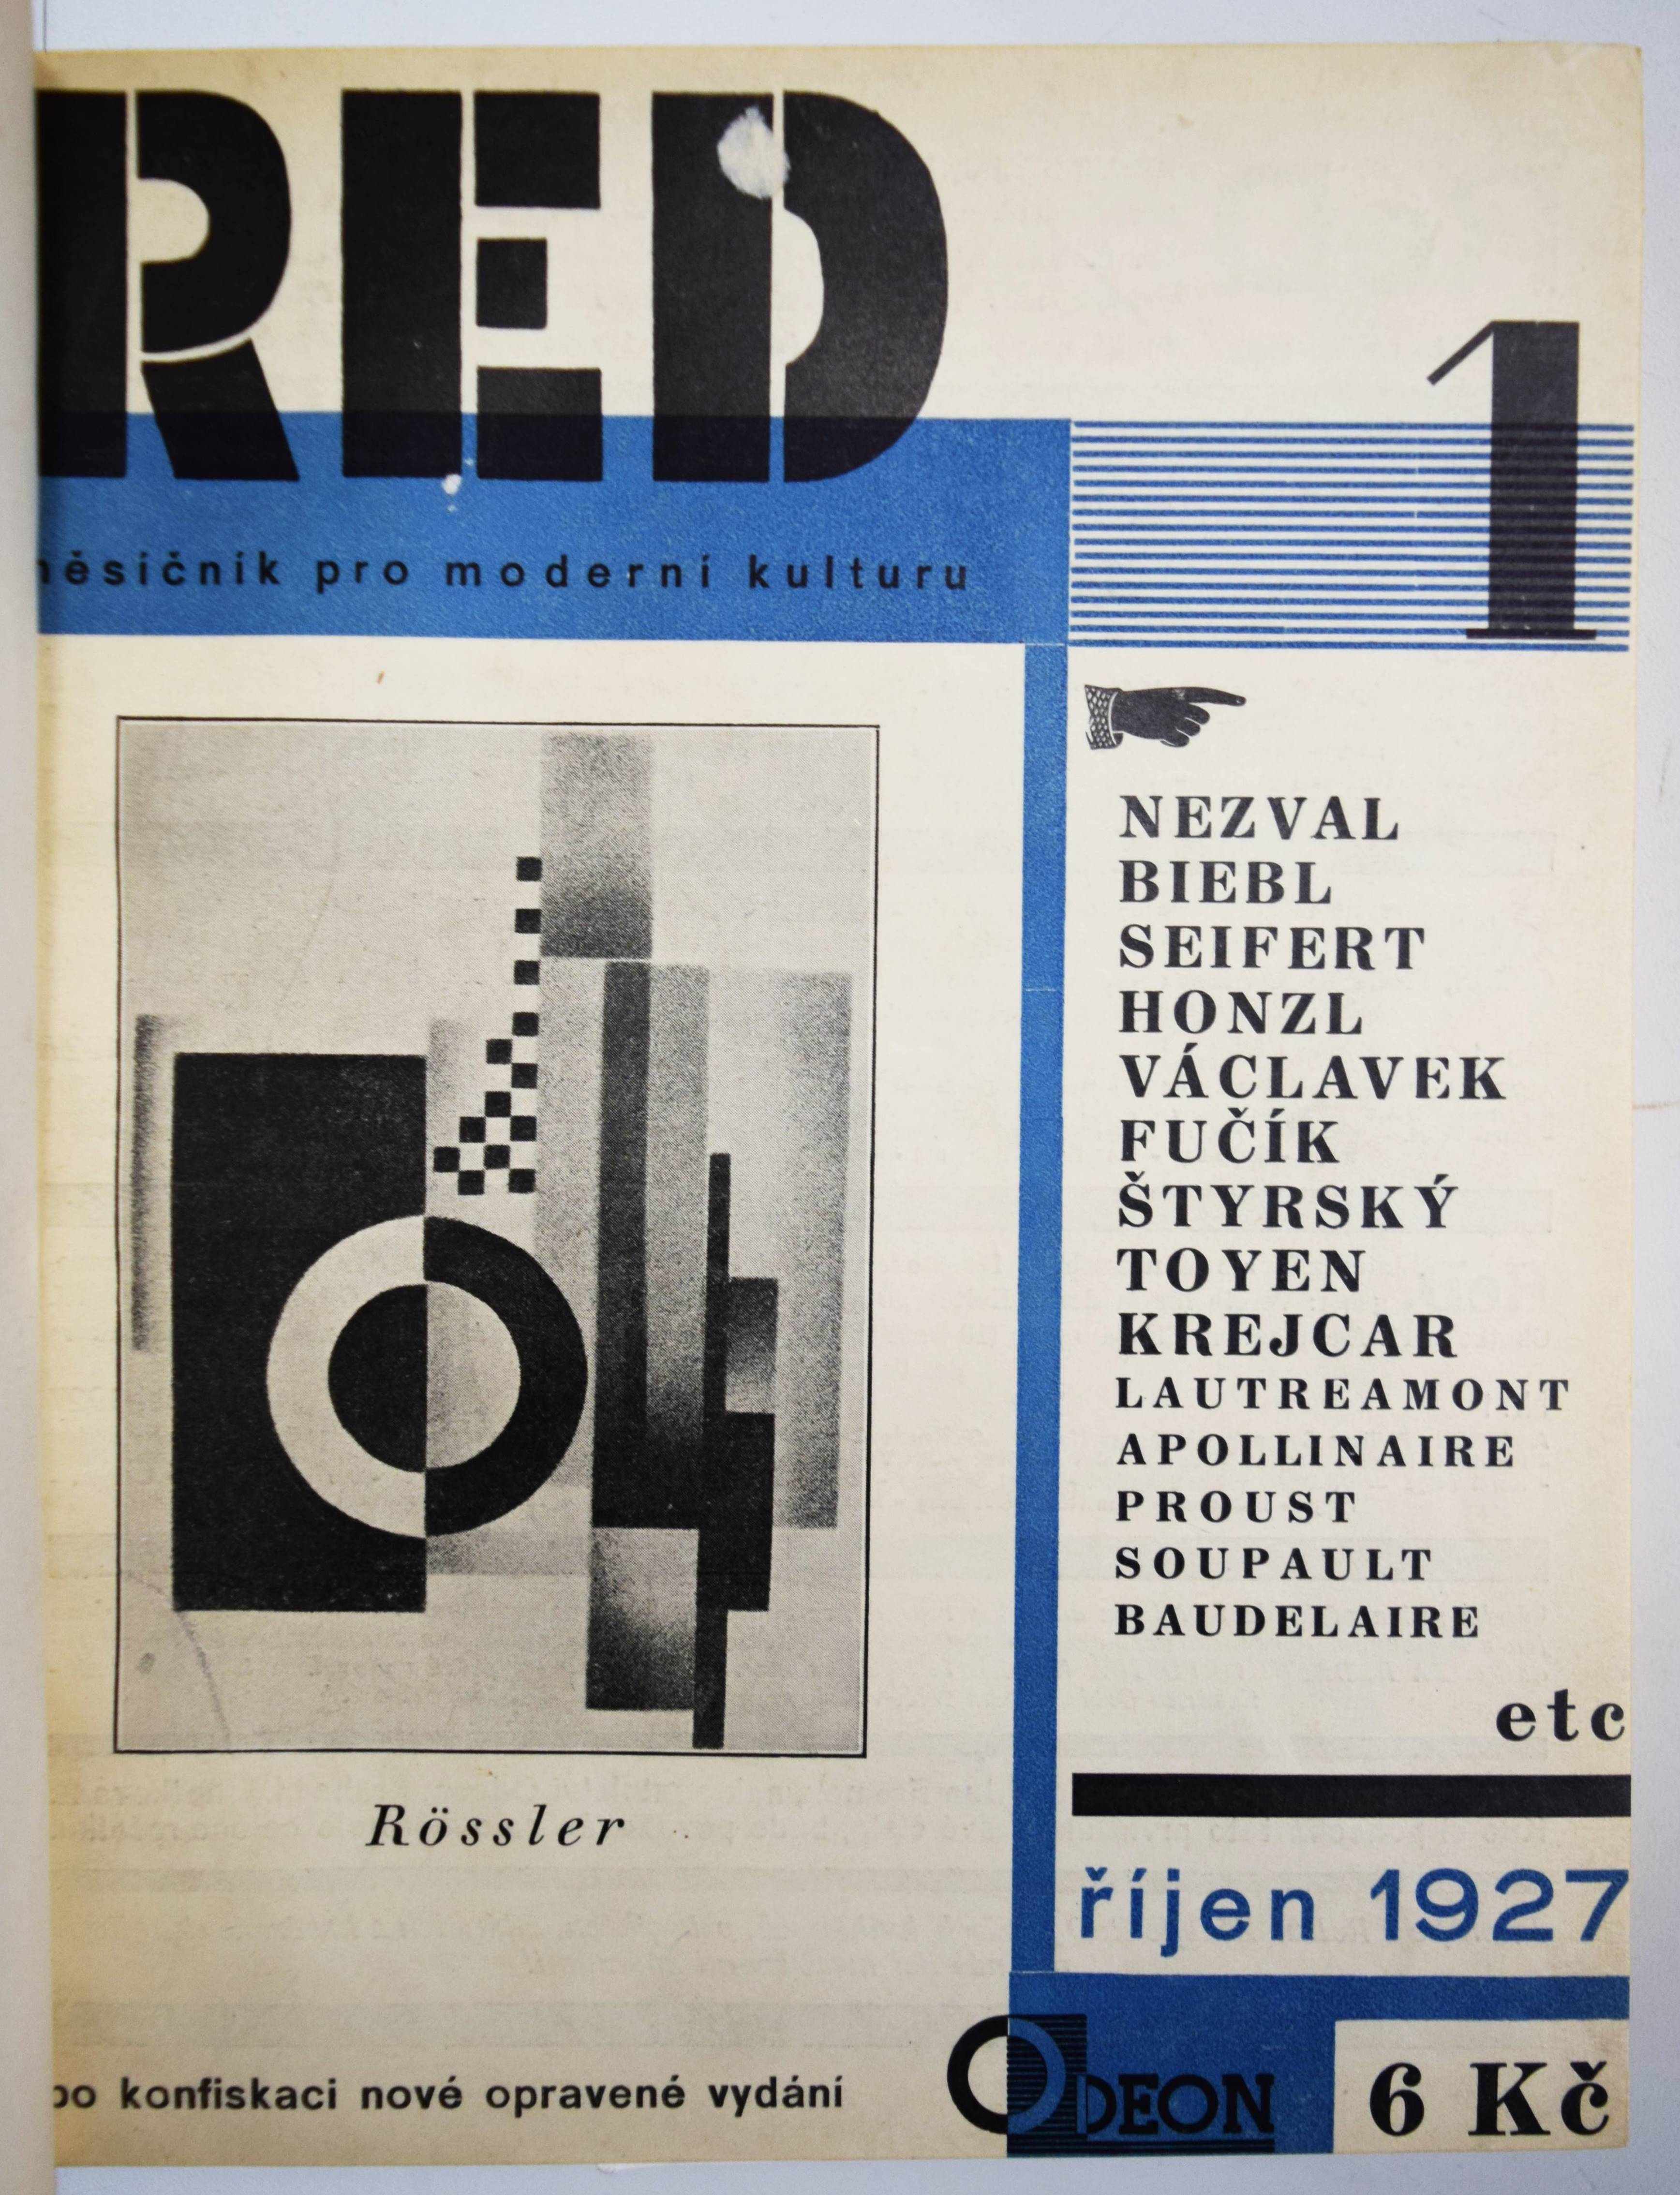 RED
1
měsíčník pro moderní kulturu
NEZVAL
BIEBL
SEIFERT
HONZL
VÁCLAVEK
FUČÍK
ŠTYRSKÝ
TOYEN
KREJCAR
LAUTREAMONT
APOLLINAIRE
PROUST
SOUPAULT
BAUDELAIRE
etc
Rössler
říjen 1927
po konfiskaci nové opravené vydání
ODEON
6 Kč